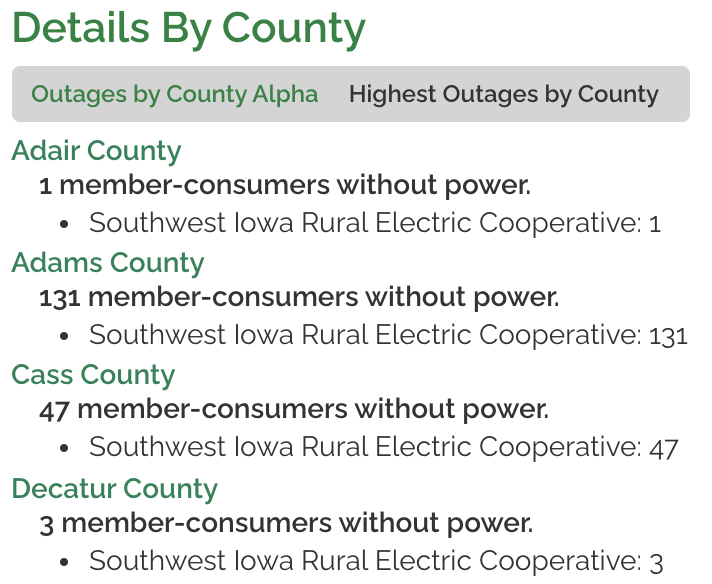 Details By County
Outages by County Alpha Highest Outages by County
Adair County
1 member-consumers without power.
• Southwest Iowa Rural Electric Cooperative: 1
Adams County
131 member-consumers without power.
• Southwest Iowa Rural Electric Cooperative: 131
Cass County
47 member-consumers without power.
• Southwest Iowa Rural Electric Cooperative: 47
Decatur County
3 member-consumers without power.
• Southwest Iowa Rural Electric Cooperative: 3